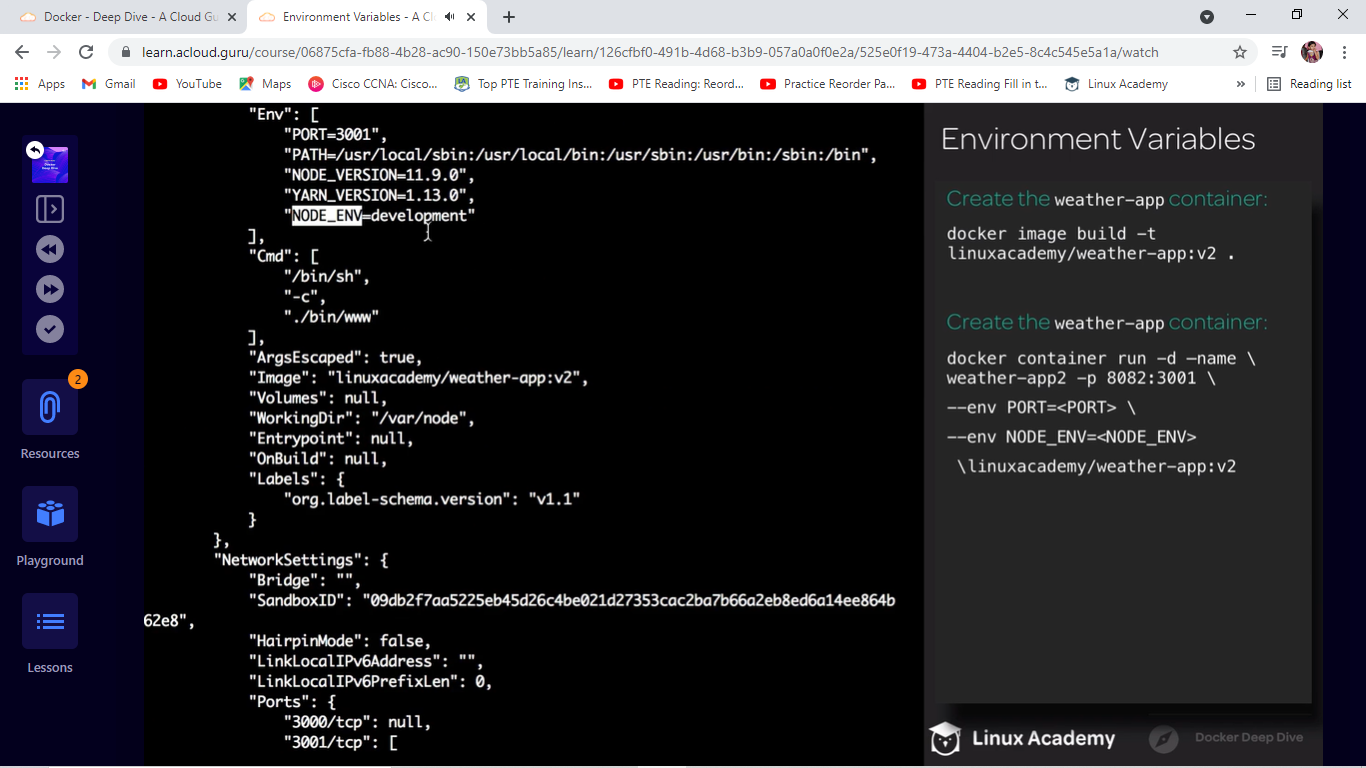 Docker - Deep Dive - A Cloud Gu
Environment Variables - A Cl
learn.acloud.guru/course/06875cfa-fb88-4b28-ac90-150e73bb5a85/learn/126cfbf0-491b-4d68-b3b9-057a0a0f0e2a/525e0f19-473a-4404-b2e5-8c4c545e5a1a/watch
Apps
Gmail
YouTube
Maps
Cisco CCNA: Cisco...
Top PTE Training Ins...
PTE Reading: Reord...
Practice Reorder Pa...
PTE Reading Fill in t...
Linux Academy
»
Reading list
2
Resources
Playground
Lessons
"Env": [
"PORT=3001",
"PATH=/usr/local/sbin:/usr/local/bin:/usr/sbin:/usr/bin:/sbin:/bin",
"NODE_VERSION=11.9.0",
"YARN_VERSION=1.13.0",
"NODE_ENV=development"
],
"Cmd": [
"/bin/sh",
"-c",
"./bin/www"
],
"ArgsEscaped": true,
"Image": "linuxacademy/weather-app:v2",
"Volumes": null,
"WorkingDir": "/var/node",
"Entrypoint": null,
"OnBuild": null,
"Labels": {
"org.label-schema.version": "v1.1"
}
},
"NetworkSettings": {
"Bridge": "",
"SandboxID": "09db2f7aa5225eb45d26c4be021d27353cac2ba7b66a2eb8ed6a14ee864b
62e8",
"HairpinMode": false,
"LinkLocalIPv6Address": "",
"LinkLocalIPv6PrefixLen": 0,
"Ports": {
"3000/tcp": null,
"3001/tcp": [
Environment Variables
Create the weather-app container:
docker image build -t
linuxacademy/weather-app:v2 .
Create the weather-app container:
docker container run -d –name \
weather-app2 -p 8082:3001 \
--env PORT=<PORT> \
--env NODE_ENV=<NODE_ENV>
\linuxacademy/weather-app:v2
Linux Academy
Docker Deep Dive